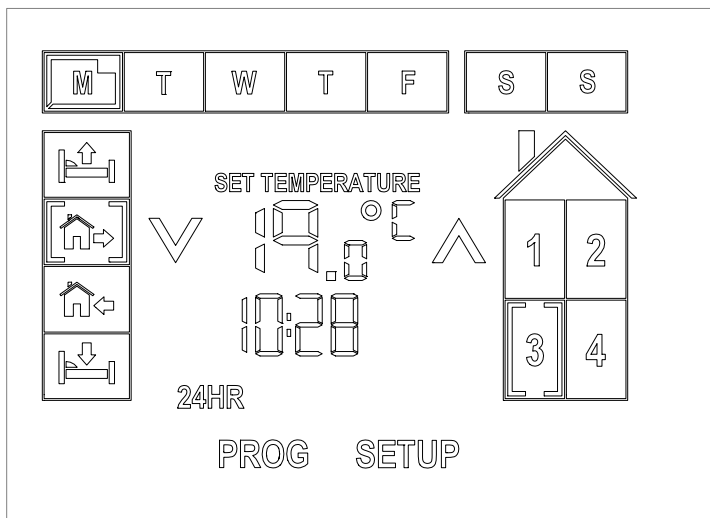 M T W T F S S
SET TEMPERATURE
19.0°C
1 2
10:28
3 4
24HR
PROG SETUP